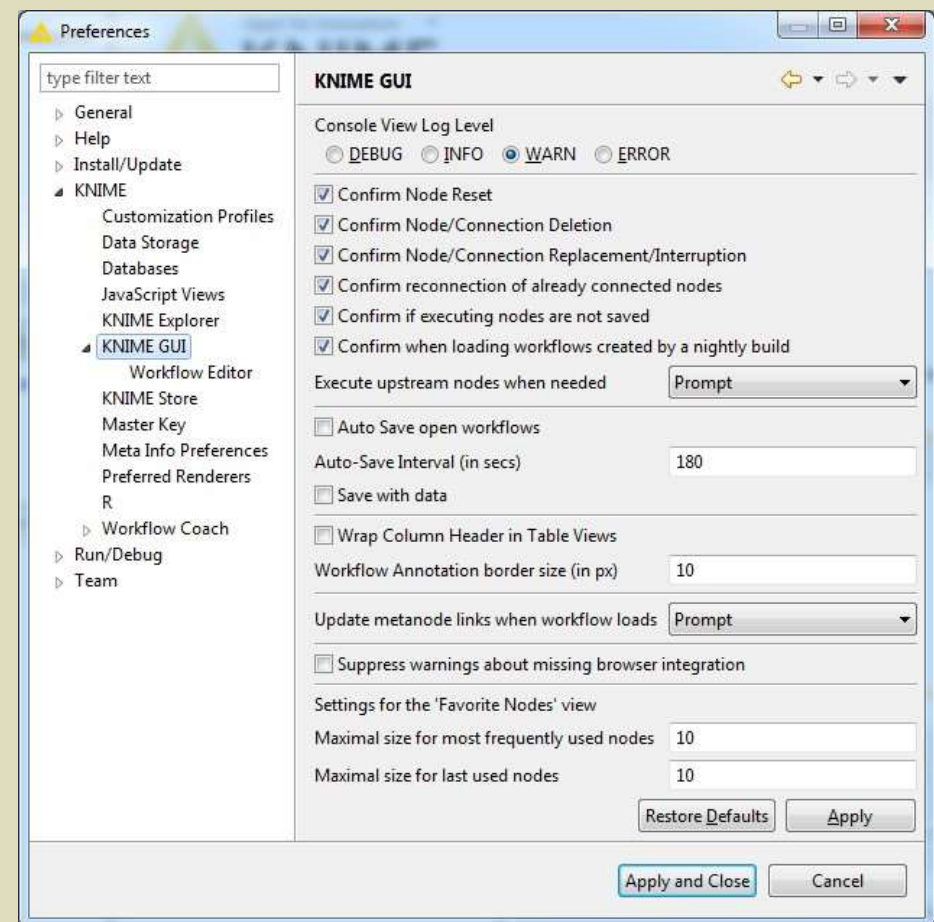 Preferences
type filter text
General
Help
Install/Update
KNIME
Customization Profiles
Data Storage
Databases
JavaScript Views
KNIME Explorer
KNIME GUI
Workflow Editor
KNIME Store
Master Key
Meta Info Preferences
Preferred Renderers
R
Workflow Coach
Run/Debug
Team
KNIME GUI
Console View Log Level
DEBUG INFO WARN ERROR
Confirm Node Reset
Confirm Node/Connection Deletion
Confirm Node/Connection Replacement/Interruption
Confirm reconnection of already connected nodes
Confirm if executing nodes are not saved
Confirm when loading workflows created by a nightly build
Execute upstream nodes when needed Prompt
Auto Save open workflows
Auto-Save Interval (in secs) 180
Save with data
Wrap Column Header in Table Views
Workflow Annotation border size (in px) 10
Update metanode links when workflow loads Prompt
Suppress warnings about missing browser integration
Settings for the 'Favorite Nodes' view
Maximal size for most frequently used nodes 10
Maximal size for last used nodes 10
Restore Defaults Apply
Apply and Close Cancel